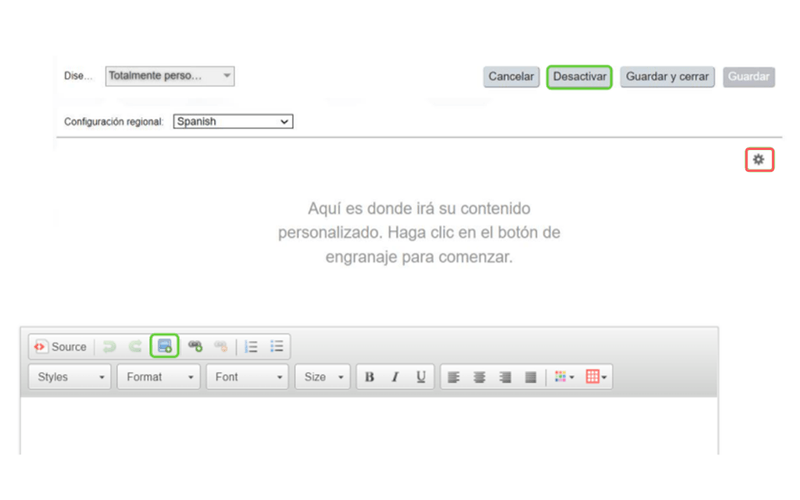 Dise... Totalmente perso... Cancelar Desactivar Guardar y cerrar Guardar
Configuración regional: Spanish
Aquí es donde irá su contenido
personalizado. Haga clic en el botón de
engranaje para comenzar.
Source
Styles Format Font Size B I U